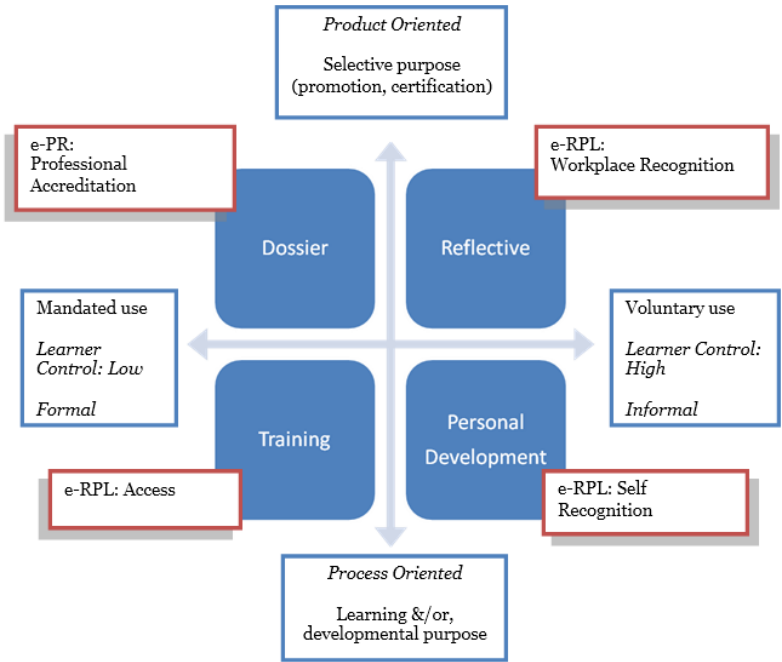 Product Oriented
Selective purpose
(promotion, certification)
e-PR:
Professional
Accreditation
e-RPL:
Workplace Recognition
Dossier
Reflective
Mandated use
Learner
Control: Low
Formal
Voluntary use
Learner Control:
High
Informal
Training
Personal
Development
e-RPL: Access
e-RPL: Self
Recognition
Process Oriented
Learning &/or,
developmental purpose